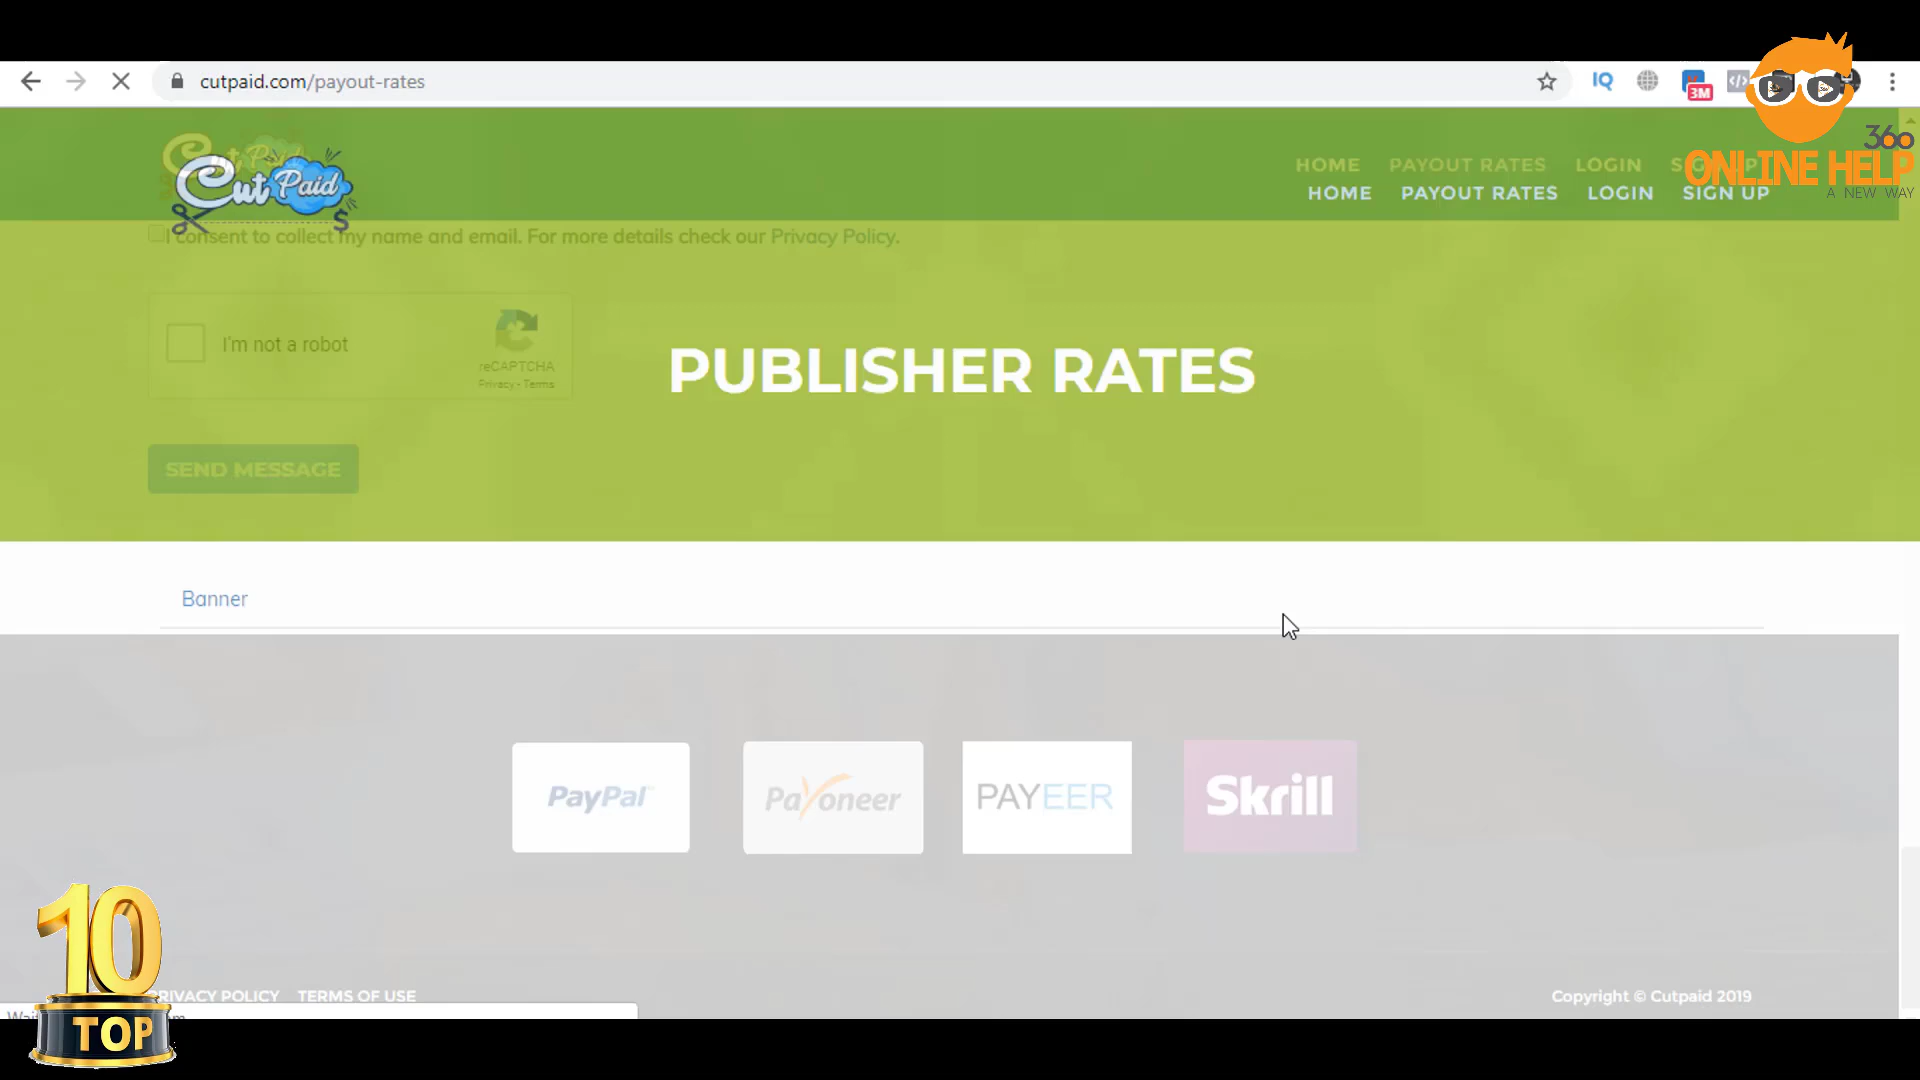 cutpaid.com/payout-rates
IQ
3M
360
ONLINE HELP
A NEW WAY
Cut Paid
HOME PAYOUT RATES LOGIN
HOME PAYOUT RATES LOGIN SIGN UP
I consent to collect my name and email. For more details check our Privacy Policy.
I'm not a robot
reCAPTCHA
Privacy - Terms
PUBLISHER RATES
SEND MESSAGE
Banner
PayPal
Payoneer
PAYEER
Skrill
10
TOP
PRIVACY POLICY TERMS OF USE
Copyright © Cutpaid 2019